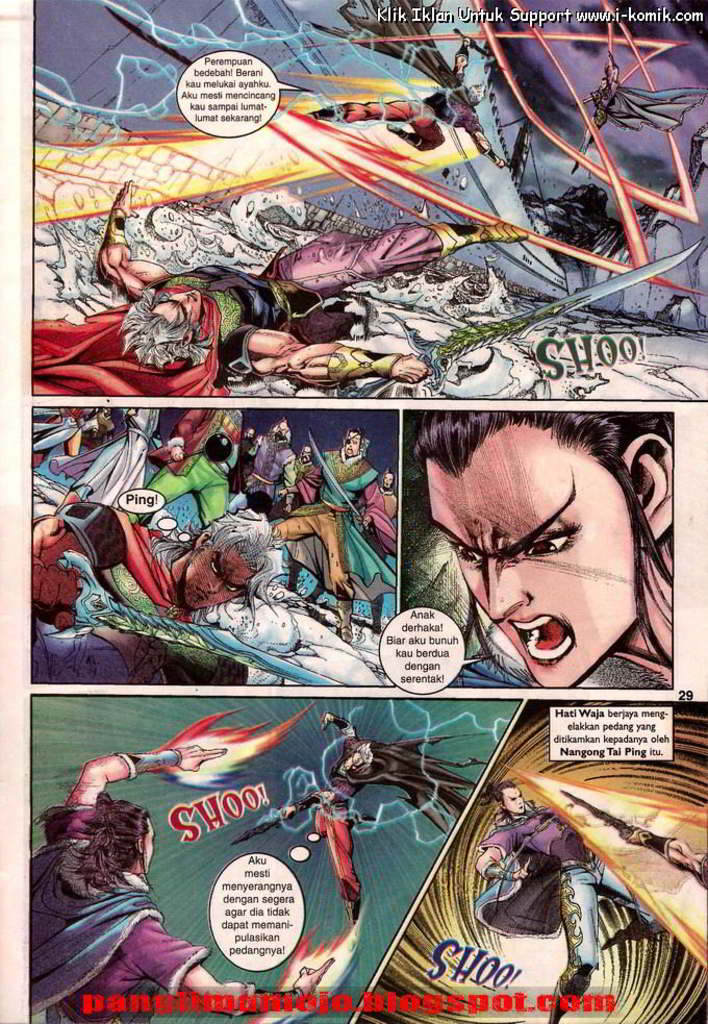 Klik Iklan Untuk Support www.i-komik.com
Perempuan
bedebah! Berani
kau melukai ayahku.
Aku mesti mencincang
kau sampai lumat-
lumat sekarang!
SHOO!
Ping!
Anak
derhaka!
Biar aku bunuh
kau berdua
dengan
serentak!
29
SHOO!
Aku
mesti
menyerangnya
dengan segera
agar dia tidak
dapat memani-
pulasikan
pedangnya!
Hati Waja berjaya meng-
elakkan pedang yang
ditikamkan kepadanya oleh
Nangong Tai Ping itu.
SHOO!
panglimamojo.blogspot.com